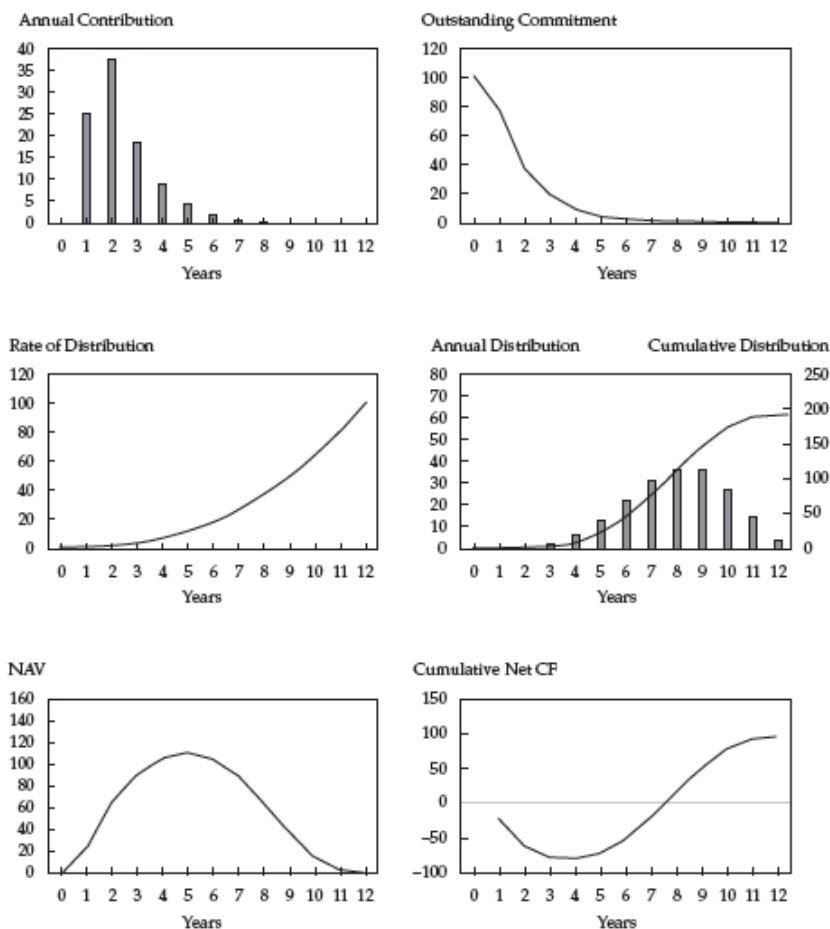 Annual Contribution
40
35
30
25
20
15
10
5
0
0 1 2 3 4 5 6 7 8 9 10 11 12
Years
Outstanding Commitment
120
100
80
60
40
20
0
0 1 2 3 4 5 6 7 8 9 10 11 12
Years
Rate of Distribution
120
100
80
60
40
20
0
0 1 2 3 4 5 6 7 8 9 10 11 12
Years
Annual Distribution Cumulative Distribution
80 250
70
60 200
50 150
40
30 100
20 50
10
0 0
0 1 2 3 4 5 6 7 8 9 10 11 12
Years
NAV
160
140
120
100
80
60
40
20
0
0 1 2 3 4 5 6 7 8 9 10 11 12
Years
Cumulative Net CF
150
100
50
0
–50
–100
0 1 2 3 4 5 6 7 8 9 10 11 12
Years